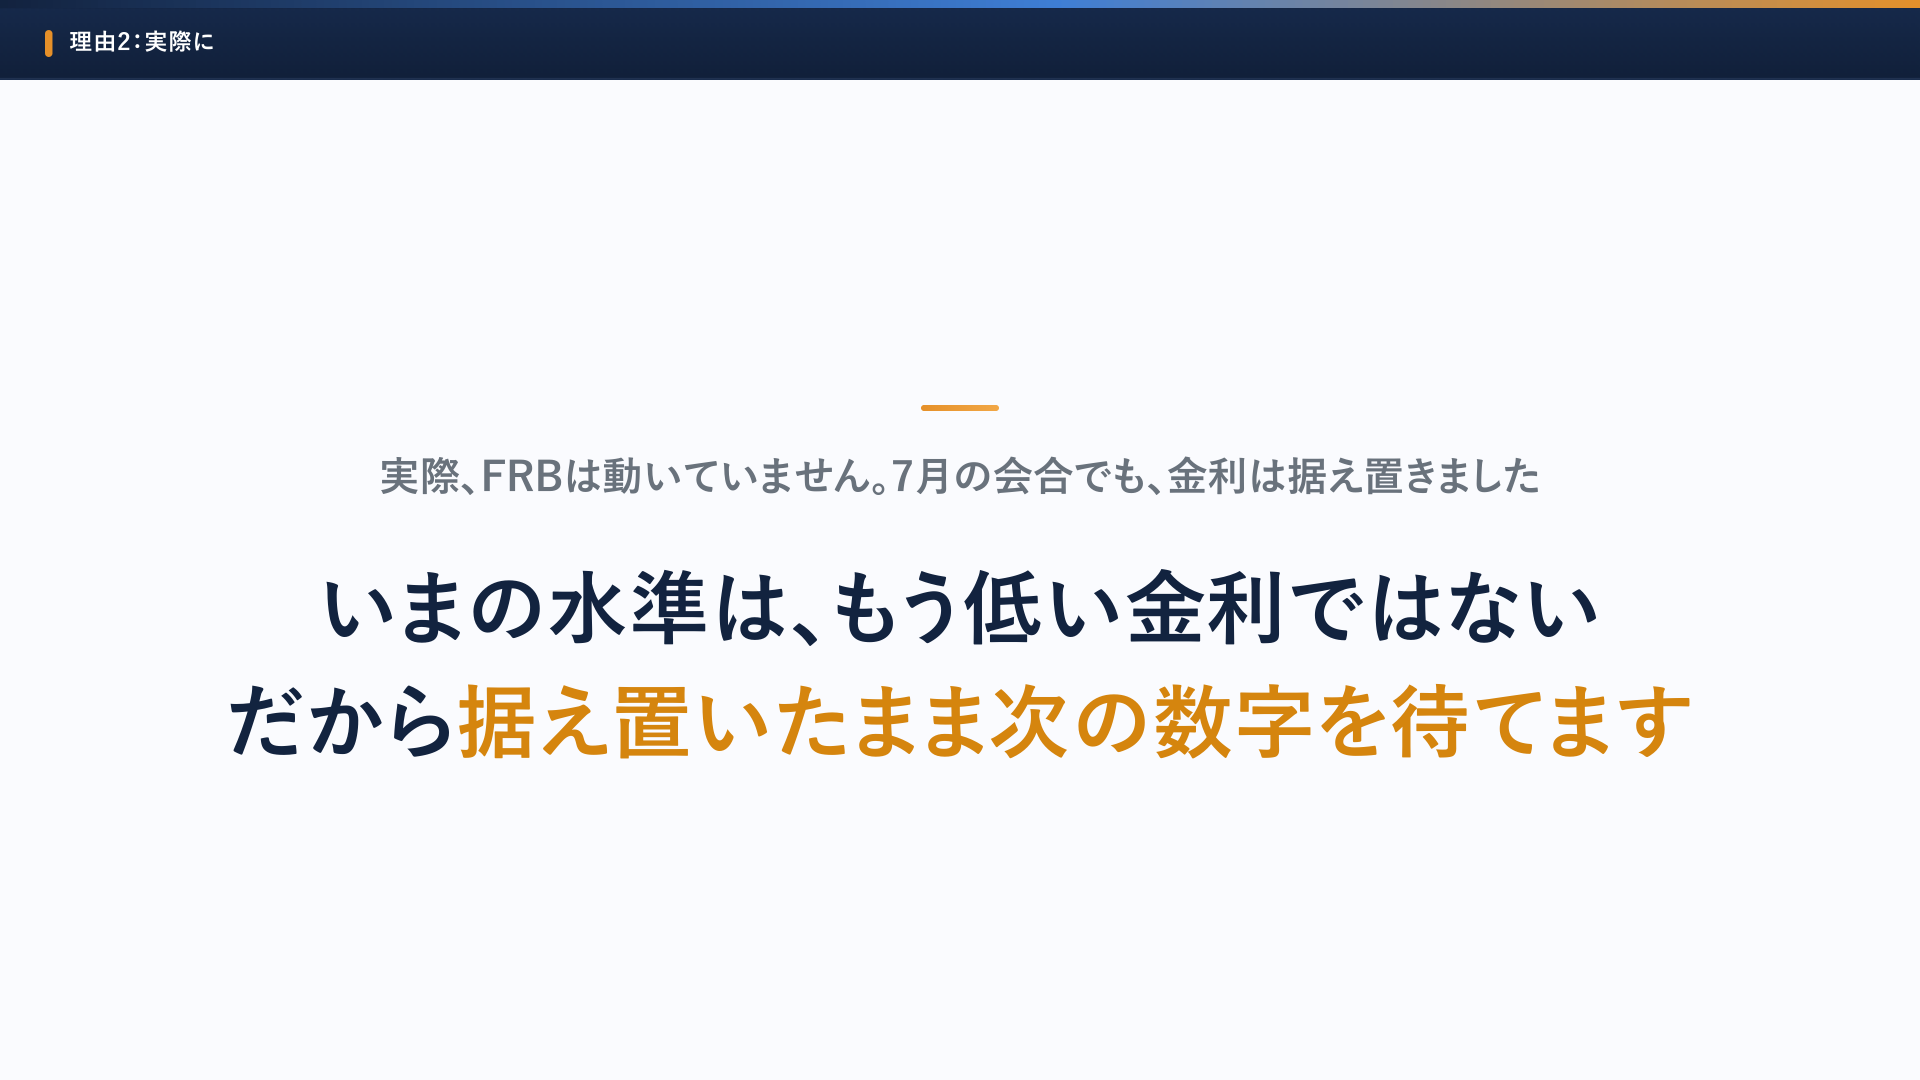 理由2：実際に
実際、FRBは動いていません。7月の会合でも、金利は据え置きました
いまの水準は、もう低い金利ではない
だから据え置いたまま次の数字を待てます